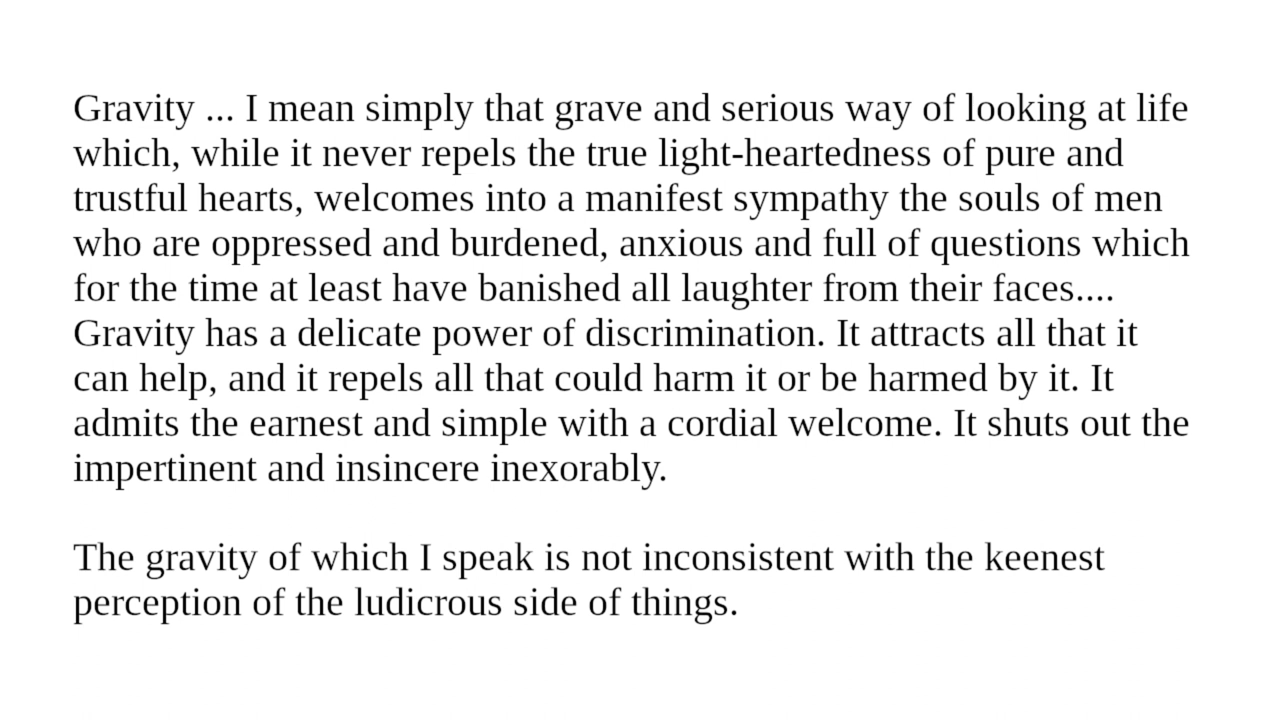 Gravity ... I mean simply that grave and serious way of looking at life
which, while it never repels the true light-heartedness of pure and
trustful hearts, welcomes into a manifest sympathy the souls of men
who are oppressed and burdened, anxious and full of questions which
for the time at least have banished all laughter from their faces....
Gravity has a delicate power of discrimination. It attracts all that it
can help, and it repels all that could harm it or be harmed by it. It
admits the earnest and simple with a cordial welcome. It shuts out the
impertinent and insincere inexorably.

The gravity of which I speak is not inconsistent with the keenest
perception of the ludicrous side of things.